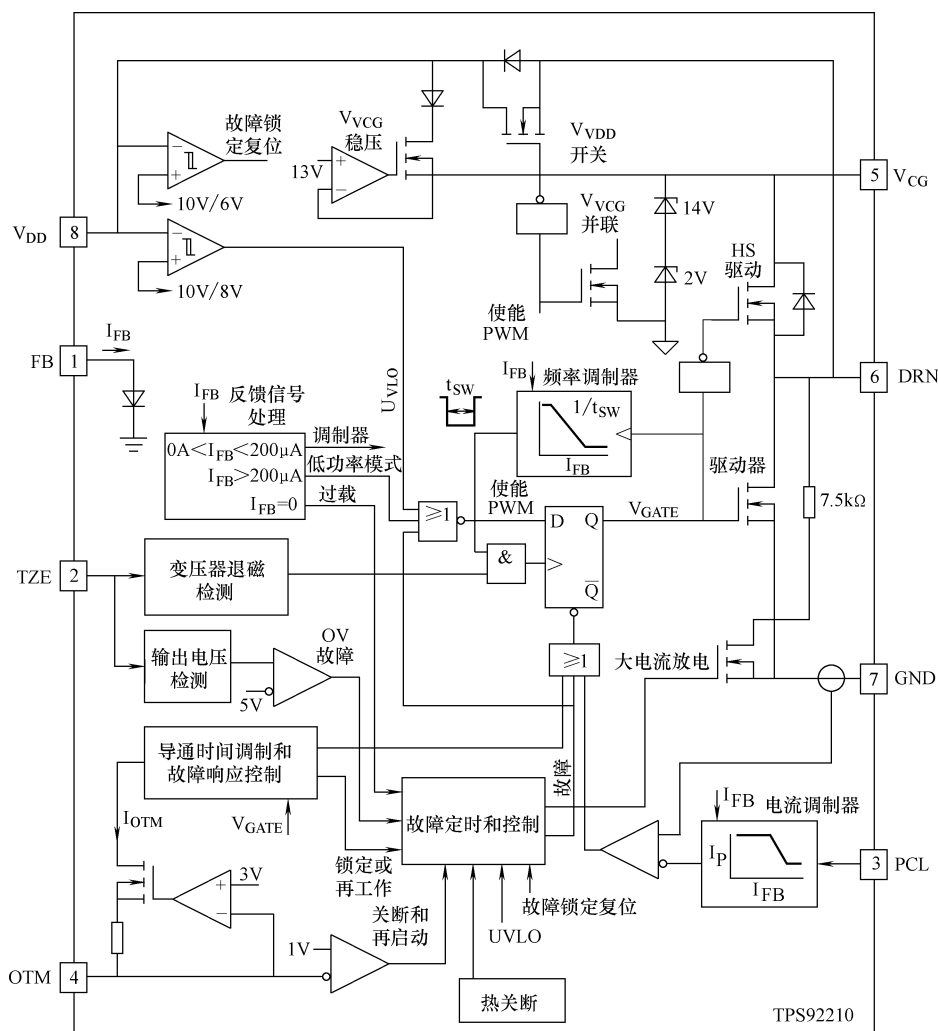 故障锁
定复位
10V/6V
V_VCG
稳压
13V
V_VDD
开关
5
V_CG
V_DD
8
10V/8V
V_VCG
并联
14V
2V
HS
驱动
使能
PWM
I_FB
FB
1
U_VLO
t_SW
I_FB
频率调制器
1/t_SW
I_FB
6
DRN
I_FB
反馈信号
处理
0A<I_FB<200μA
I_FB>200μA
I_FB=0
调制器
低功率模式
过载
≥1
使能
PWM
D
Q
Q̅
V_GATE
驱动器
7.5kΩ
&
TZE
2
变压器退磁
检测
输出电压
检测
OV
故障
5V
≥1
大电流放电
7
GND
导通时间调制和
故障响应控制
V_GATE
I_OTM
故障
故障定时和控制
I_FB
电流调制器
I_P
I_FB
3
PCL
3V
锁定或
再工作
关断和
再启动
UVLO
故障锁定复位
1V
OTM
4
热关断
TPS92210